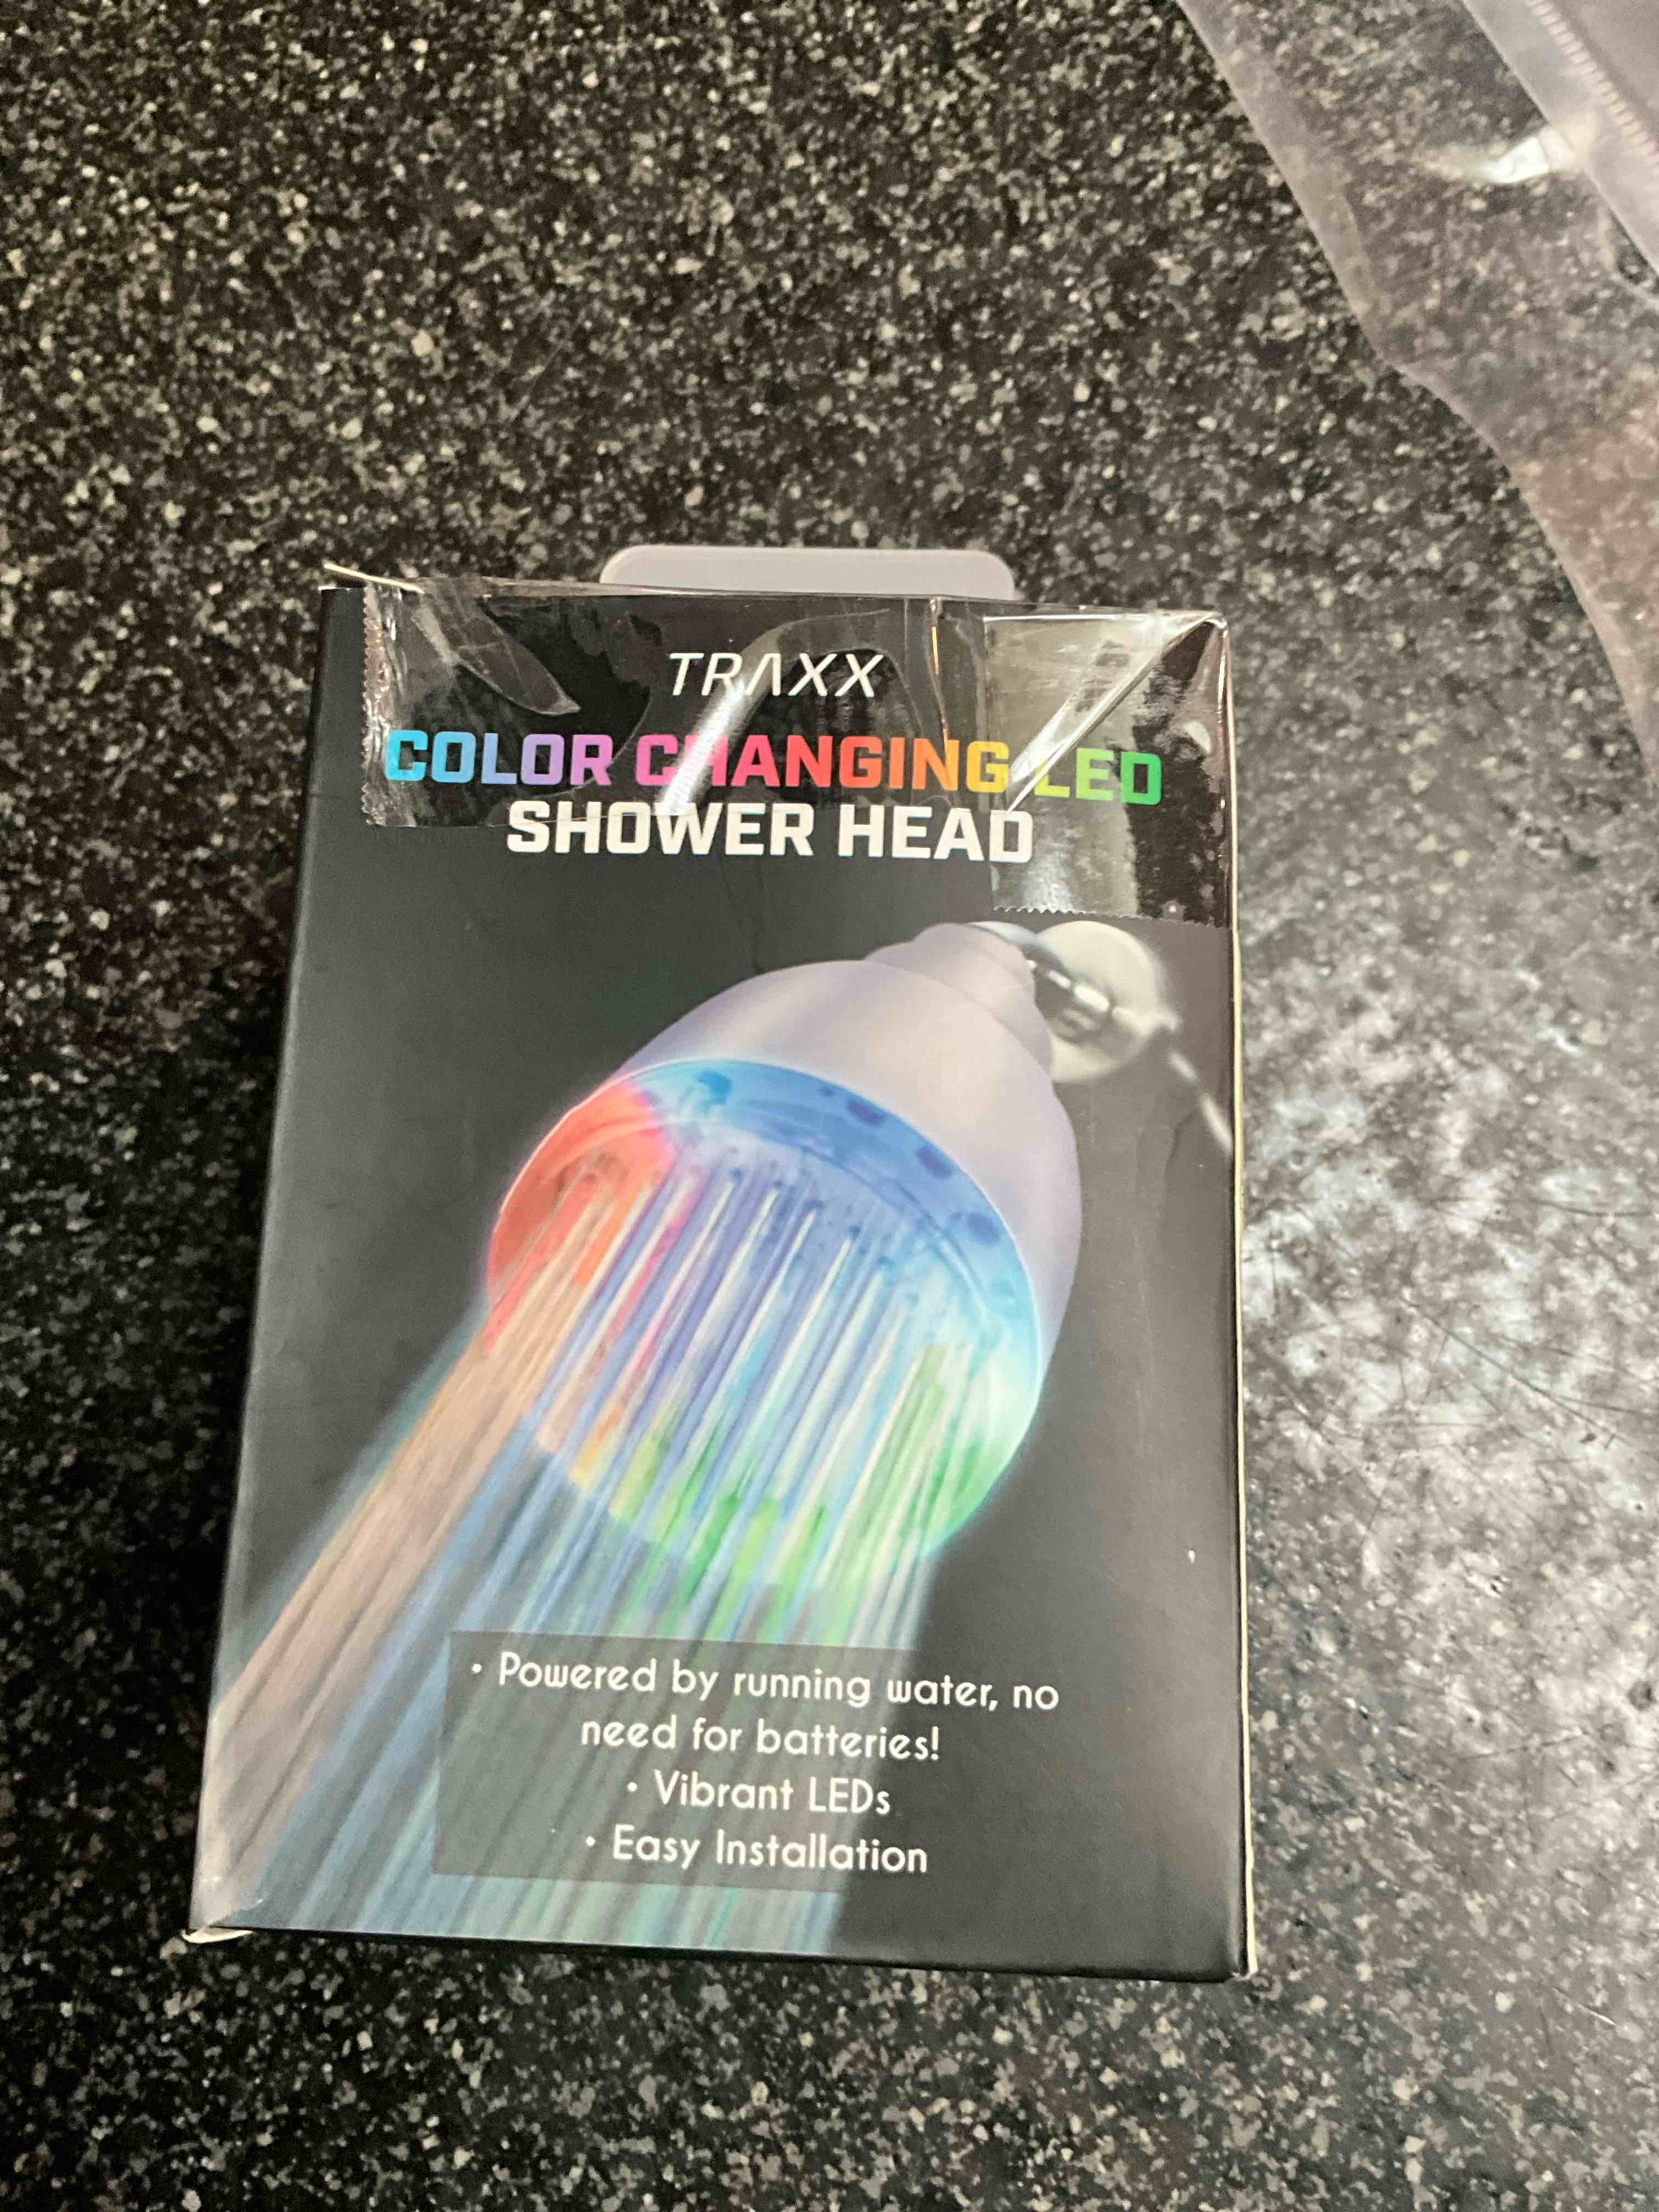 TRAXX
COLOR CHANGING LED
SHOWER HEAD
• Powered by running water, no
need for batteries!
• Vibrant LEDs
• Easy Installation